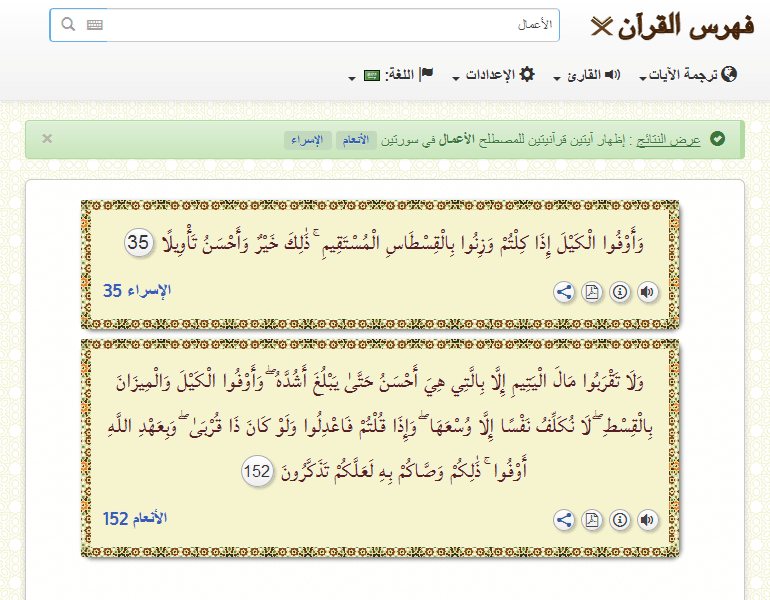 فهرس القرآن
الأعمال
ترجمة الآيات
القارئ
الإعدادات
اللغة:
عرض النتائج : إظهار آيتين قرآنيتين للمصطلح الأعمال في سورتين الأنعام الإسراء
×
وَأَوْفُوا الْكَيْلَ إِذَا كِلْتُمْ وَزِنُوا بِالْقِسْطَاسِ الْمُسْتَقِيمِ ۚ ذَٰلِكَ خَيْرٌ وَأَحْسَنُ تَأْوِيلًا 35
الإسراء 35
وَلَا تَقْرَبُوا مَالَ الْيَتِيمِ إِلَّا بِالَّتِي هِيَ أَحْسَنُ حَتَّىٰ يَبْلُغَ أَشُدَّهُ ۖ وَأَوْفُوا الْكَيْلَ وَالْمِيزَانَ
بِالْقِسْطِ ۖ لَا نُكَلِّفُ نَفْسًا إِلَّا وُسْعَهَا ۖ وَإِذَا قُلْتُمْ فَاعْدِلُوا وَلَوْ كَانَ ذَا قُرْبَىٰ ۖ وَبِعَهْدِ اللَّهِ
أَوْفُوا ۚ ذَٰلِكُمْ وَصَّاكُمْ بِهِ لَعَلَّكُمْ تَذَكَّرُونَ 152
الأنعام 152